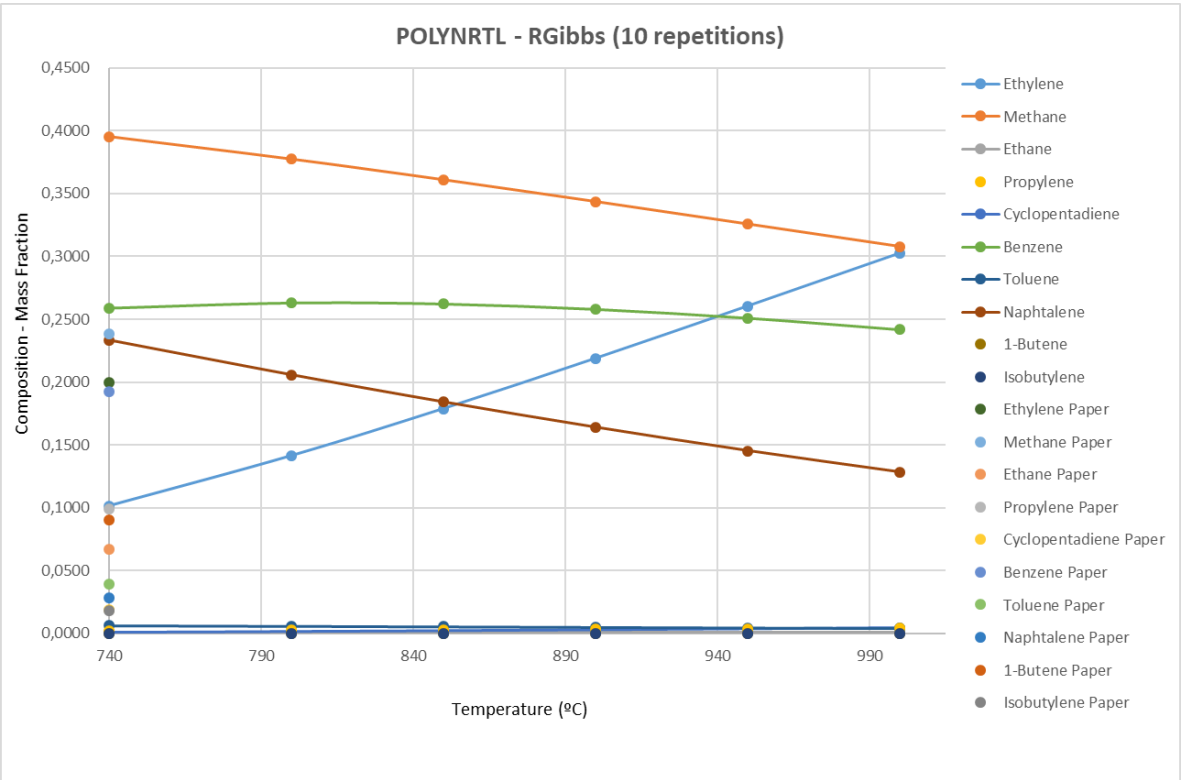 POLYNRTL - RGibbs (10 repetitions)
0,4500
0,4000
0,3500
0,3000
0,2500
0,2000
0,1500
0,1000
0,0500
0,0000
Composition - Mass Fraction
740
790
840
890
940
990
Temperature (ºC)
Ethylene
Methane
Ethane
Propylene
Cyclopentadiene
Benzene
Toluene
Naphtalene
1-Butene
Isobutylene
Ethylene Paper
Methane Paper
Ethane Paper
Propylene Paper
Cyclopentadiene Paper
Benzene Paper
Toluene Paper
Naphtalene Paper
1-Butene Paper
Isobutylene Paper